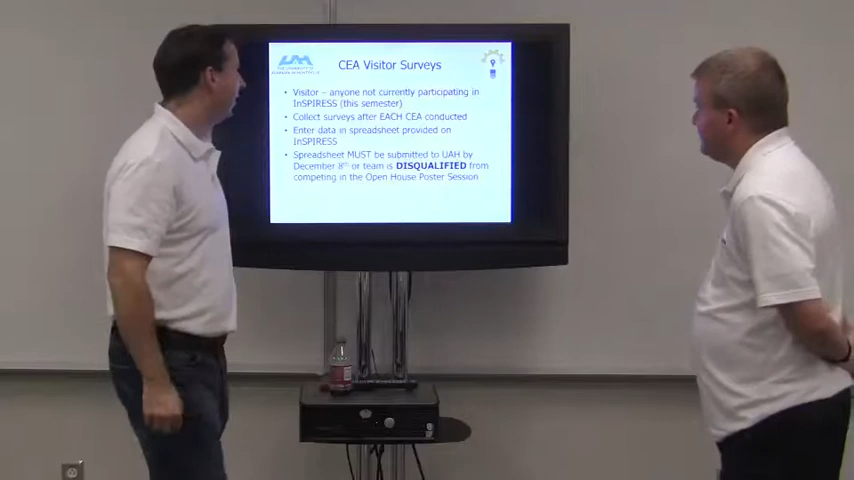 CEA Visitor Surveys
• Visitor – anyone not currently participating in
InSPIRESS (this semester)
• Collect surveys after EACH CEA conducted
• Enter data in spreadsheet provided on
InSPIRESS
• Spreadsheet MUST be submitted to UAH by
December 8th or team is DISQUALIFIED from
competing in the Open House Poster Session